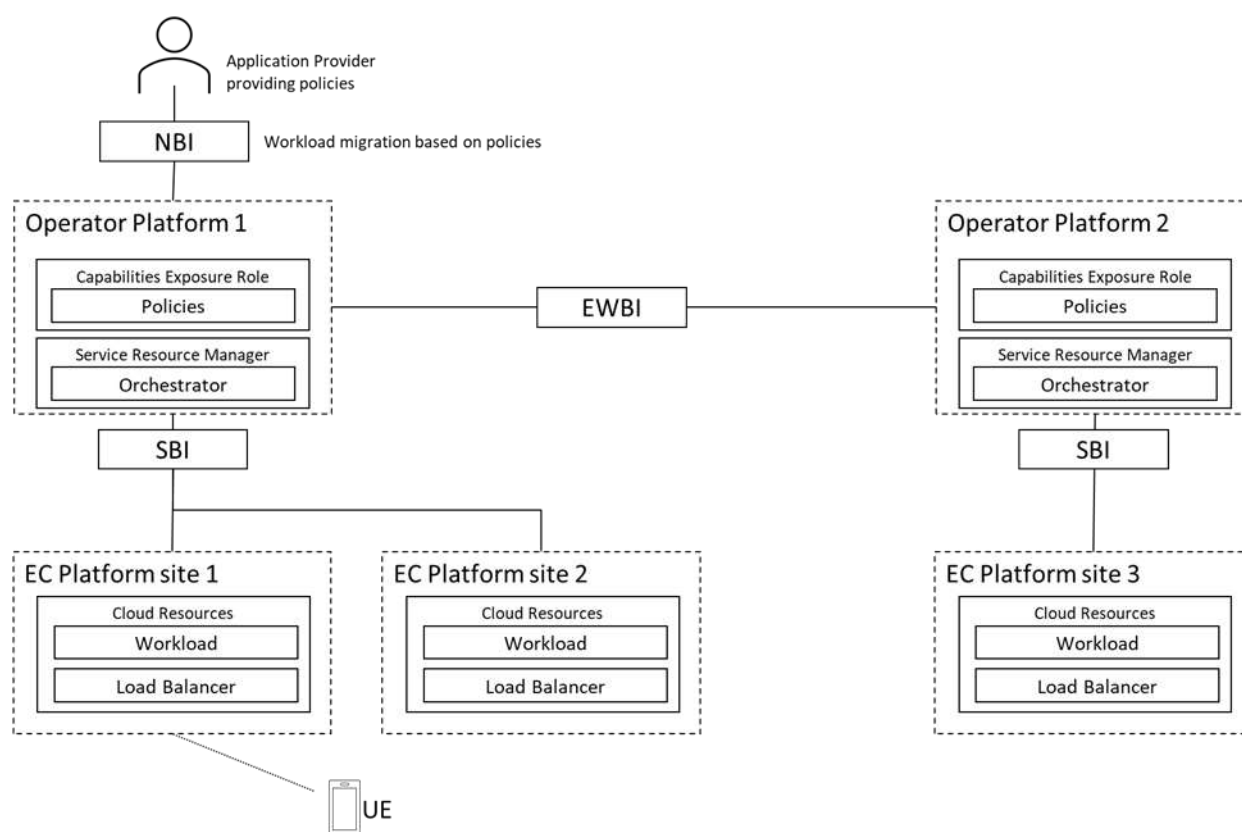 Application Provider
providing policies
NBI
Workload migration based on policies
Operator Platform 1
Capabilities Exposure Role
Policies
Service Resource Manager
Orchestrator
EWBI
Operator Platform 2
Capabilities Exposure Role
Policies
Service Resource Manager
Orchestrator
SBI
SBI
EC Platform site 1
Cloud Resources
Workload
Load Balancer
EC Platform site 2
Cloud Resources
Workload
Load Balancer
EC Platform site 3
Cloud Resources
Workload
Load Balancer
UE